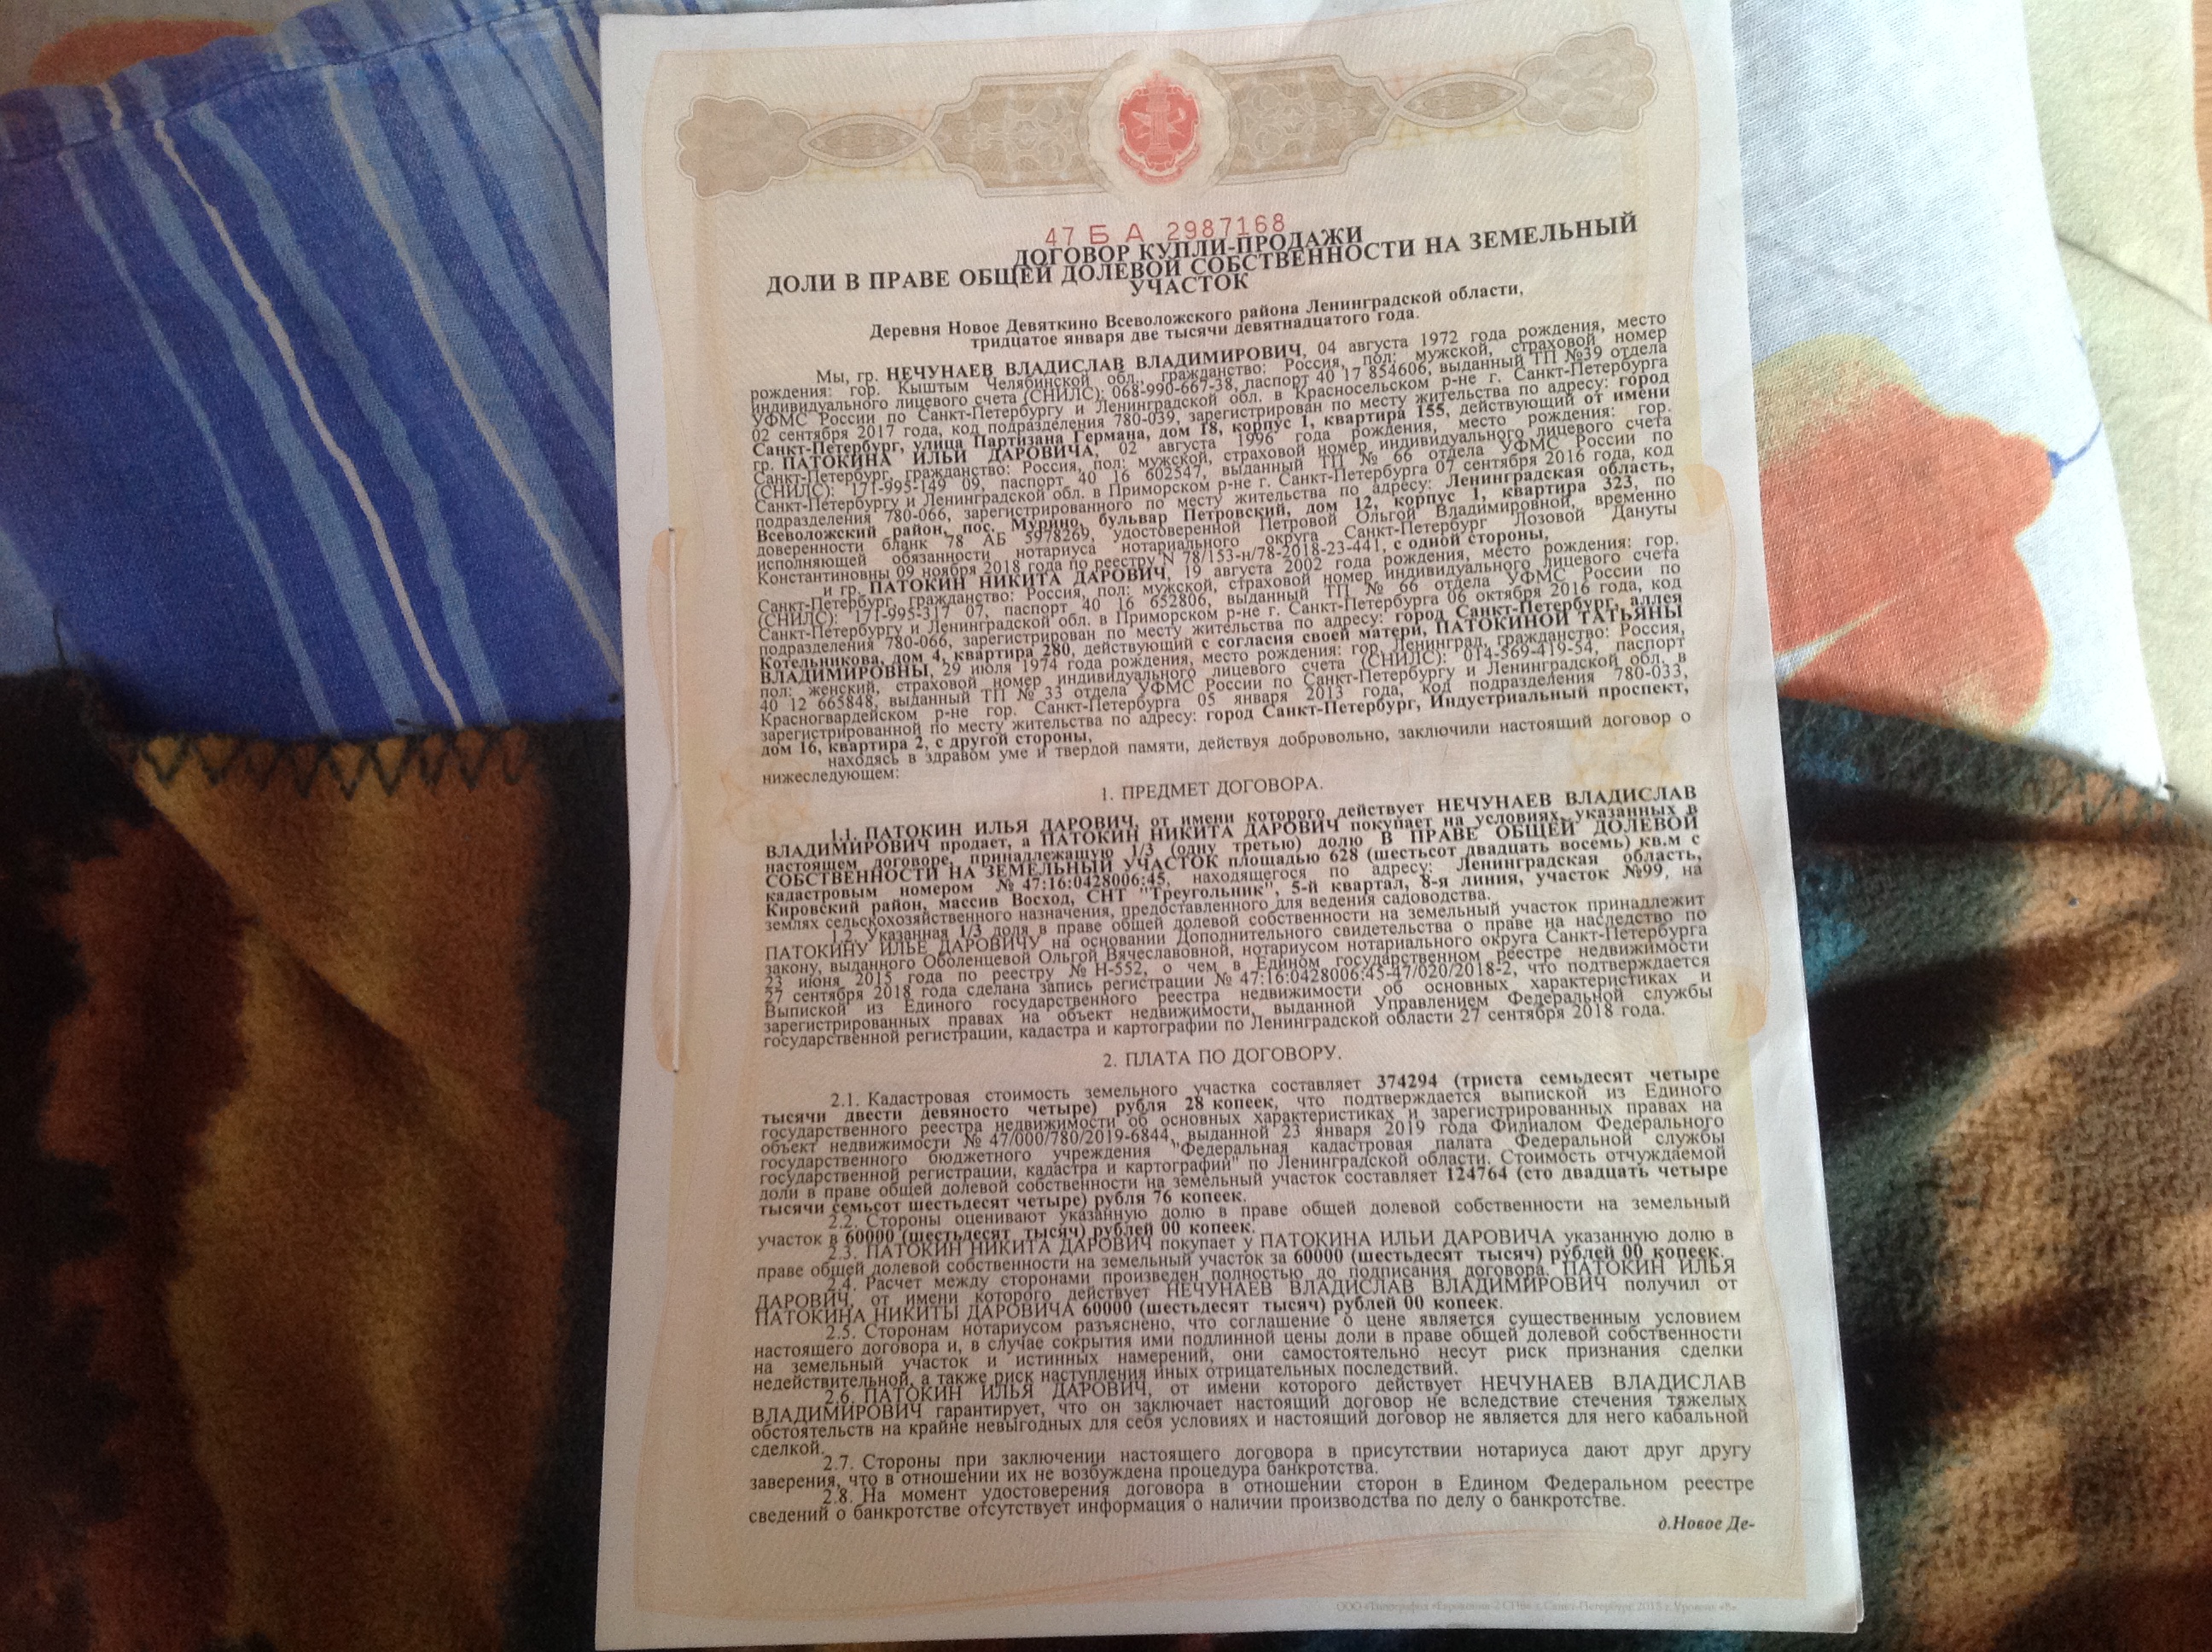 47 Б А 2987168
ДОГОВОР КУПЛИ-ПРОДАЖИ
ДОЛИ В ПРАВЕ ОБЩЕЙ ДОЛЕВОЙ СОБСТВЕННОСТИ НА ЗЕМЕЛЬНЫЙ
УЧАСТОК
Деревня Новое Девяткино Всеволожского района Ленинградской области,
тридцатое января две тысячи девятнадцатого года.
Мы, гр. НЕЧУНАЕВ ВЛАДИСЛАВ ВЛАДИМИРОВИЧ, 04 августа 1972 года рождения, место
рождения: гор. Кыштым Челябинской обл., гражданство: Россия, пол: мужской, страховой номер
индивидуального лицевого счета (СНИЛС): 068-990-667-38, паспорт 40 17 854606, выданный ТП №39 отдела
УФМС России по Санкт-Петербургу и Ленинградской обл. в Красносельском р-не г. Санкт-Петербурга
02 сентября 2017 года, код подразделения 780-039, зарегистрирован по месту жительства по адресу: город
Санкт-Петербург, улица Партизана Германа, дом 18, корпус 1, квартира 155, действующий от имени
гр. ПАТОКИНА ИЛЬИ ДАРОВИЧА, 02 августа 1996 года рождения, место рождения: гор.
Санкт-Петербург, гражданство: Россия, пол: мужской, страховой номер индивидуального лицевого счета
(СНИЛС): 171-995-149 09, паспорт 40 16 602547, выданный ТП № 66 отдела УФМС России по
Санкт-Петербургу и Ленинградской обл. в Приморском р-не г. Санкт-Петербурга 07 сентября 2016 года, код
подразделения 780-066, зарегистрированного по месту жительства по адресу: Ленинградская область,
Всеволожский район, пос. Мурино, бульвар Петровский, дом 12, корпус 1, квартира 323, по
доверенности бланк 78 АБ 5978269, удостоверенной Петровой Ольгой Владимировной, временно
исполняющей обязанности нотариуса нотариального округа Санкт-Петербург Лозовой Дануты
Константиновны 09 ноября 2018 года по реестру N 78/153-н/78-2018-23-441, с одной стороны,
и гр. ПАТОКИН НИКИТА ДАРОВИЧ, 19 августа 2002 года рождения, место рождения: гор.
Санкт-Петербург, гражданство: Россия, пол: мужской, страховой номер индивидуального лицевого счета
(СНИЛС): 171-995-317 07, паспорт 40 16 652806, выданный ТП № 66 отдела УФМС России по
Санкт-Петербургу и Ленинградской обл. в Приморском р-не г. Санкт-Петербурга 06 октября 2016 года, код
подразделения 780-066, зарегистрирован по месту жительства по адресу: город Санкт-Петербург, аллея
Котельникова, дом 4, квартира 280, действующий с согласия своей матери, ПАТОКИНОЙ ТАТЬЯНЫ
ВЛАДИМИРОВНЫ, 29 июля 1974 года рождения, место рождения: гор. Ленинград, гражданство: Россия,
пол: женский, страховой номер индивидуального лицевого счета (СНИЛС): 014-569-419-54, паспорт
40 12 665848, выданный ТП № 33 отдела УФМС России по Санкт-Петербургу и Ленинградской обл. в
Красногвардейском р-не гор. Санкт-Петербурга 05 января 2013 года, код подразделения 780-033,
зарегистрированной по месту жительства по адресу: город Санкт-Петербург, Индустриальный проспект,
дом 16, квартира 2, с другой стороны,
находясь в здравом уме и твердой памяти, действуя добровольно, заключили настоящий договор о
нижеследующем:
1. ПРЕДМЕТ ДОГОВОРА.
1.1. ПАТОКИН ИЛЬЯ ДАРОВИЧ, от имени которого действует НЕЧУНАЕВ ВЛАДИСЛАВ
ВЛАДИМИРОВИЧ продает, а ПАТОКИН НИКИТА ДАРОВИЧ покупает на условиях, указанных в
настоящем договоре, принадлежащую 1/3 (одну третью) долю В ПРАВЕ ОБЩЕЙ ДОЛЕВОЙ
СОБСТВЕННОСТИ НА ЗЕМЕЛЬНЫЙ УЧАСТОК площадью 628 (шестьсот двадцать восемь) кв.м с
кадастровым номером № 47:16:0428006:45, находящегося по адресу: Ленинградская область,
Кировский район, массив Восход, СНТ "Треугольник", 5-й квартал, 8-я линия, участок №99, на
землях сельскохозяйственного назначения, предоставленного для ведения садоводства.
1.2. Указанная 1/3 доля в праве общей долевой собственности на земельный участок принадлежит
ПАТОКИНУ ИЛЬЕ ДАРОВИЧУ на основании Дополнительного свидетельства о праве на наследство по
закону, выданного Оболенцевой Ольгой Вячеславовной, нотариусом нотариального округа Санкт-Петербурга
23 июня 2015 года по реестру № Н-552, о чем в Едином государственном реестре недвижимости
27 сентября 2018 года сделана запись регистрации № 47:16:0428006:45-47/020/2018-2, что подтверждается
Выпиской из Единого государственного реестра недвижимости об основных характеристиках и
зарегистрированных правах на объект недвижимости, выданной Управлением Федеральной службы
государственной регистрации, кадастра и картографии по Ленинградской области 27 сентября 2018 года.
2. ПЛАТА ПО ДОГОВОРУ.
2.1. Кадастровая стоимость земельного участка составляет 374294 (триста семьдесят четыре
тысячи двести девяносто четыре) рубля 28 копеек, что подтверждается выпиской из Единого
государственного реестра недвижимости об основных характеристиках и зарегистрированных правах на
объект недвижимости № 47/000/780/2019-6844, выданной 23 января 2019 года Филиалом Федерального
государственного бюджетного учреждения "Федеральная кадастровая палата Федеральной службы
государственной регистрации, кадастра и картографии" по Ленинградской области. Стоимость отчуждаемой
доли в праве общей долевой собственности на земельный участок составляет 124764 (сто двадцать четыре
тысячи семьсот шестьдесят четыре) рубля 76 копеек.
2.2. Стороны оценивают указанную долю в праве общей долевой собственности на земельный
участок в 60000 (шестьдесят тысяч) рублей 00 копеек.
2.3. ПАТОКИН НИКИТА ДАРОВИЧ покупает у ПАТОКИНА ИЛЬИ ДАРОВИЧА указанную долю в
праве общей долевой собственности на земельный участок за 60000 (шестьдесят тысяч) рублей 00 копеек.
2.4. Расчет между сторонами произведен полностью до подписания договора. ПАТОКИН ИЛЬЯ
ДАРОВИЧ, от имени которого действует НЕЧУНАЕВ ВЛАДИСЛАВ ВЛАДИМИРОВИЧ получил от
ПАТОКИНА НИКИТЫ ДАРОВИЧА 60000 (шестьдесят тысяч) рублей 00 копеек.
2.5. Сторонам нотариусом разъяснено, что соглашение о цене является существенным условием
настоящего договора и, в случае сокрытия ими подлинной цены доли в праве общей долевой собственности
на земельный участок и истинных намерений, они самостоятельно несут риск признания сделки
недействительной, а также риск наступления иных отрицательных последствий.
2.6. ПАТОКИН ИЛЬЯ ДАРОВИЧ, от имени которого действует НЕЧУНАЕВ ВЛАДИСЛАВ
ВЛАДИМИРОВИЧ гарантирует, что он заключает настоящий договор не вследствие стечения тяжелых
обстоятельств на крайне невыгодных для себя условиях и настоящий договор не является для него кабальной
сделкой.
2.7. Стороны при заключении настоящего договора в присутствии нотариуса дают друг другу
заверения, что в отношении их не возбуждена процедура банкротства.
2.8. На момент удостоверения договора в отношении сторон в Едином Федеральном реестре
сведений о банкротстве отсутствует информация о наличии производства по делу о банкротстве.
д.Новое Де-